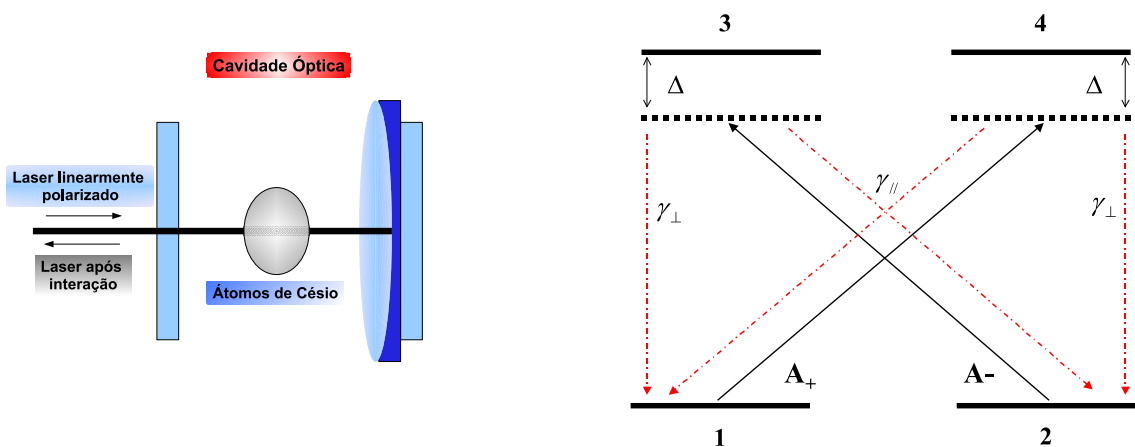 Cavidade Óptica
Laser linearmente
polarizado
Laser após
interação
Átomos de Césio
3
4
Δ
Δ
γ//
γ⊥
γ⊥
A+
A-
1
2